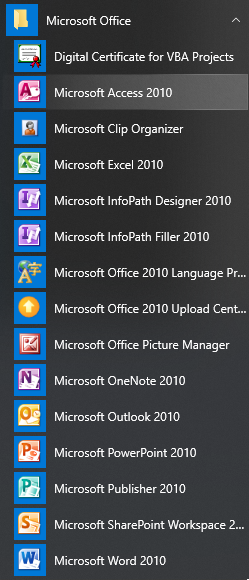 Microsoft Office
Digital Certificate for VBA Projects
Microsoft Access 2010
Microsoft Clip Organizer
Microsoft Excel 2010
Microsoft InfoPath Designer 2010
Microsoft InfoPath Filler 2010
Microsoft Office 2010 Language Pr...
Microsoft Office 2010 Upload Cent...
Microsoft Office Picture Manager
Microsoft OneNote 2010
Microsoft Outlook 2010
Microsoft PowerPoint 2010
Microsoft Publisher 2010
Microsoft SharePoint Workspace 2...
Microsoft Word 2010